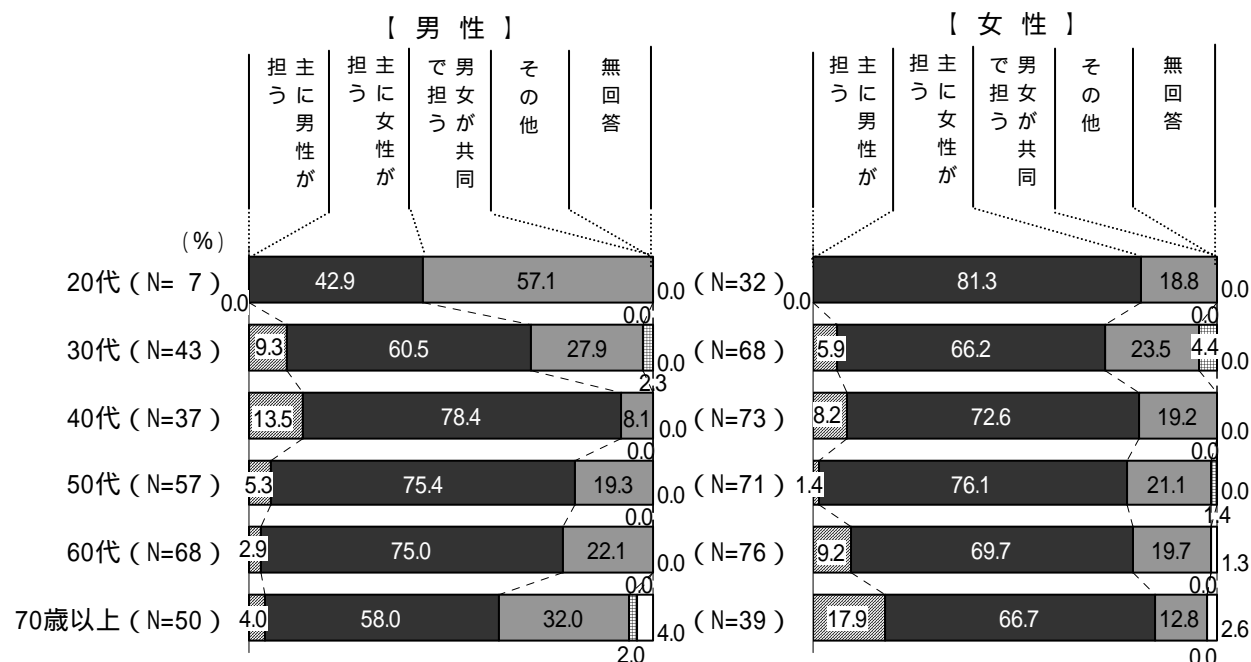 【 男 性 】
【 女 性 】
主に男性が担う
主に女性が担う
男女が共同で担う
その他
無回答
主に男性が担う
主に女性が担う
男女が共同で担う
その他
無回答
(%)
20代 ( N= 7 ) 0.0 42.9 57.1 0.0 0.0
( N=32 ) 0.0 81.3 18.8 0.0 0.0
30代 ( N=43 ) 9.3 60.5 27.9 2.3 0.0
( N=68 ) 5.9 66.2 23.5 4.4 0.0
40代 ( N=37 ) 13.5 78.4 8.1 0.0 0.0
( N=73 ) 8.2 72.6 19.2 0.0 0.0
50代 ( N=57 ) 5.3 75.4 19.3 0.0 0.0
( N=71 ) 1.4 76.1 21.1 1.4 0.0
60代 ( N=68 ) 2.9 75.0 22.1 0.0 0.0
( N=76 ) 9.2 69.7 19.7 0.0 1.3
70歳以上 ( N=50 ) 4.0 58.0 32.0 2.0 4.0
( N=39 ) 17.9 66.7 12.8 0.0 2.6